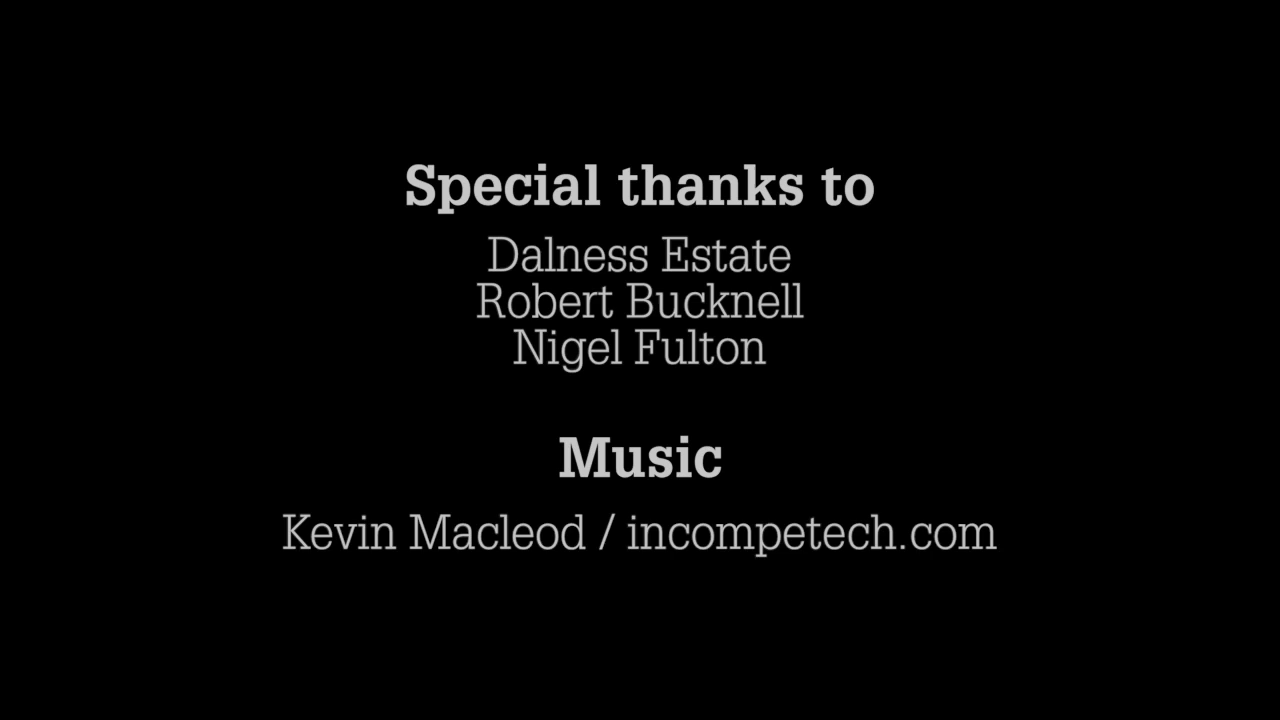 Special thanks to
Dalness Estate
Robert Bucknell
Nigel Fulton
Music
Kevin Macleod / incompetech.com